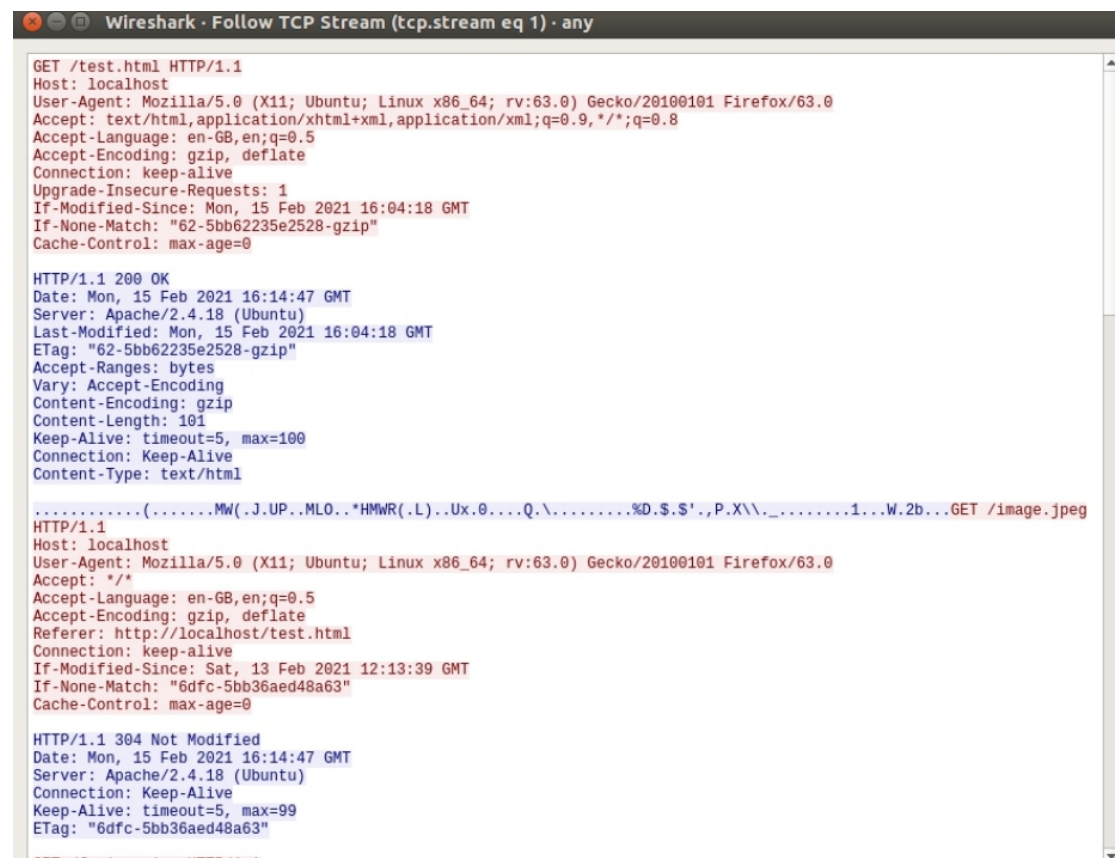 Wireshark · Follow TCP Stream (tcp.stream eq 1) · any
GET /test.html HTTP/1.1
Host: localhost
User-Agent: Mozilla/5.0 (X11; Ubuntu; Linux x86_64; rv:63.0) Gecko/20100101 Firefox/63.0
Accept: text/html,application/xhtml+xml,application/xml;q=0.9,*/*;q=0.8
Accept-Language: en-GB,en;q=0.5
Accept-Encoding: gzip, deflate
Connection: keep-alive
Upgrade-Insecure-Requests: 1
If-Modified-Since: Mon, 15 Feb 2021 16:04:18 GMT
If-None-Match: "62-5bb62235e2528-gzip"
Cache-Control: max-age=0
HTTP/1.1 200 OK
Date: Mon, 15 Feb 2021 16:14:47 GMT
Server: Apache/2.4.18 (Ubuntu)
Last-Modified: Mon, 15 Feb 2021 16:04:18 GMT
ETag: "62-5bb62235e2528-gzip"
Accept-Ranges: bytes
Vary: Accept-Encoding
Content-Encoding: gzip
Content-Length: 101
Keep-Alive: timeout=5, max=100
Connection: Keep-Alive
Content-Type: text/html
............(.......MW(.J.UP..MLO..*HMWR(.L)..Ux.0....Q.\.........%D.$.$'.,P.X\\._........1...W.2b...GET /image.jpeg
HTTP/1.1
Host: localhost
User-Agent: Mozilla/5.0 (X11; Ubuntu; Linux x86_64; rv:63.0) Gecko/20100101 Firefox/63.0
Accept: */*
Accept-Language: en-GB,en;q=0.5
Accept-Encoding: gzip, deflate
Referer: http://localhost/test.html
Connection: keep-alive
If-Modified-Since: Sat, 13 Feb 2021 12:13:39 GMT
If-None-Match: "6dfc-5bb36aed48a63"
Cache-Control: max-age=0
HTTP/1.1 304 Not Modified
Date: Mon, 15 Feb 2021 16:14:47 GMT
Server: Apache/2.4.18 (Ubuntu)
Connection: Keep-Alive
Keep-Alive: timeout=5, max=99
ETag: "6dfc-5bb36aed48a63"